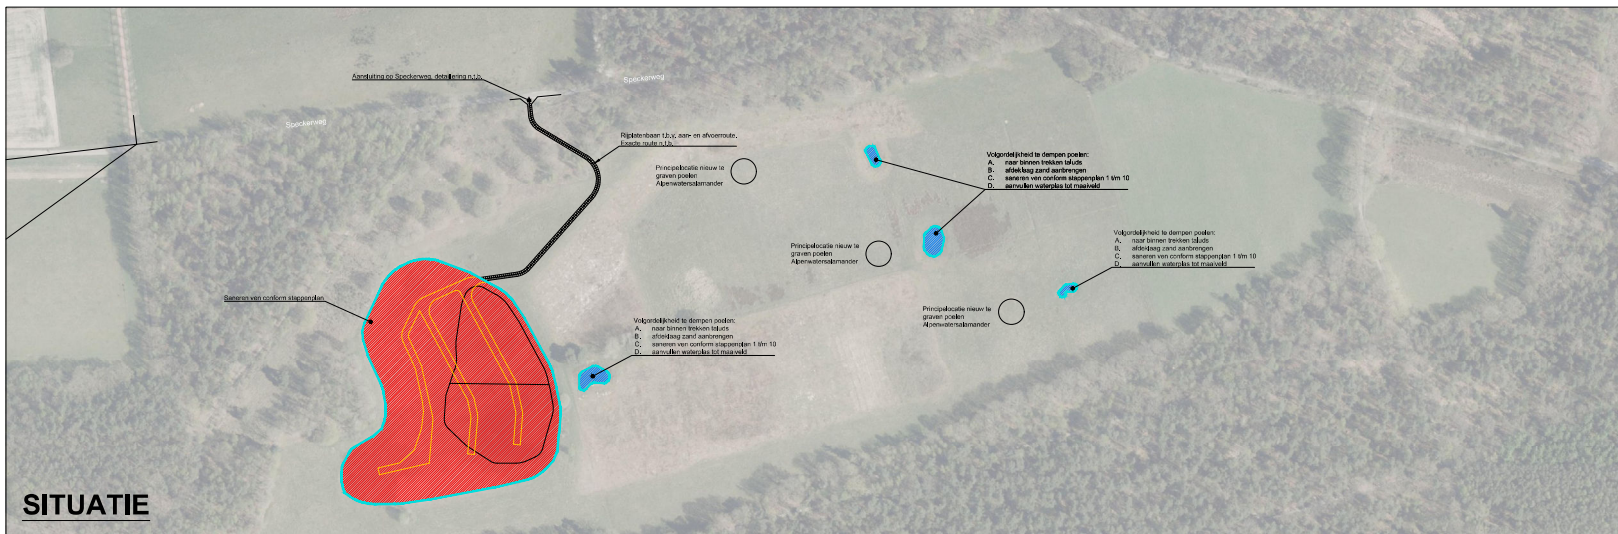 Aansluiting op Speckerweg, detaillering n.t.b.
Speckerweg
Speckerweg
Rijplatenbaan t.b.v. aan- en afvoerroute.
Exacte route n.t.b.
Principelocatie nieuw te
graven poelen
Alpenwatersalamander
Volgordelijkheid te dempen poelen:
A. naar binnen trekken taluds
B. afdeklaag zand aanbrengen
C. saneren ven conform stappenplan 1 t/m 10
D. aanvullen waterplas tot maaiveld
Principelocatie nieuw te
graven poelen
Alpenwatersalamander
Volgordelijkheid te dempen poelen:
A. naar binnen trekken taluds
B. afdeklaag zand aanbrengen
C. saneren ven conform stappenplan 1 t/m 10
D. aanvullen waterplas tot maaiveld
Saneren ven conform stappenplan
Principelocatie nieuw te
graven poelen
Alpenwatersalamander
Volgordelijkheid te dempen poelen:
A. naar binnen trekken taluds
B. afdeklaag zand aanbrengen
C. saneren ven conform stappenplan 1 t/m 10
D. aanvullen waterplas tot maaiveld
SITUATIE